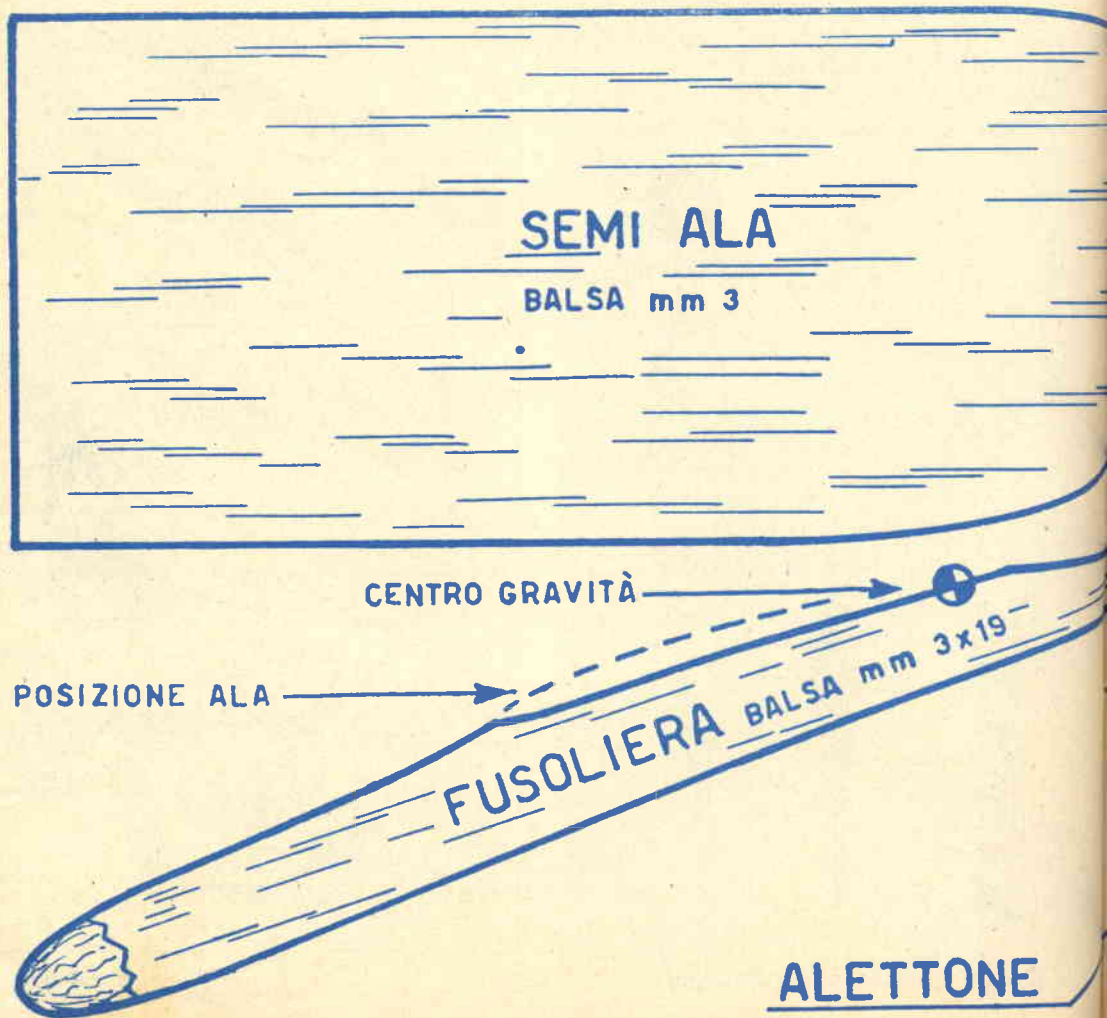 SEMI ALA
BALSA mm 3
CENTRO GRAVITÀ
POSIZIONE ALA
FUSOLIERA BALSA mm 3x19
ALETTONE